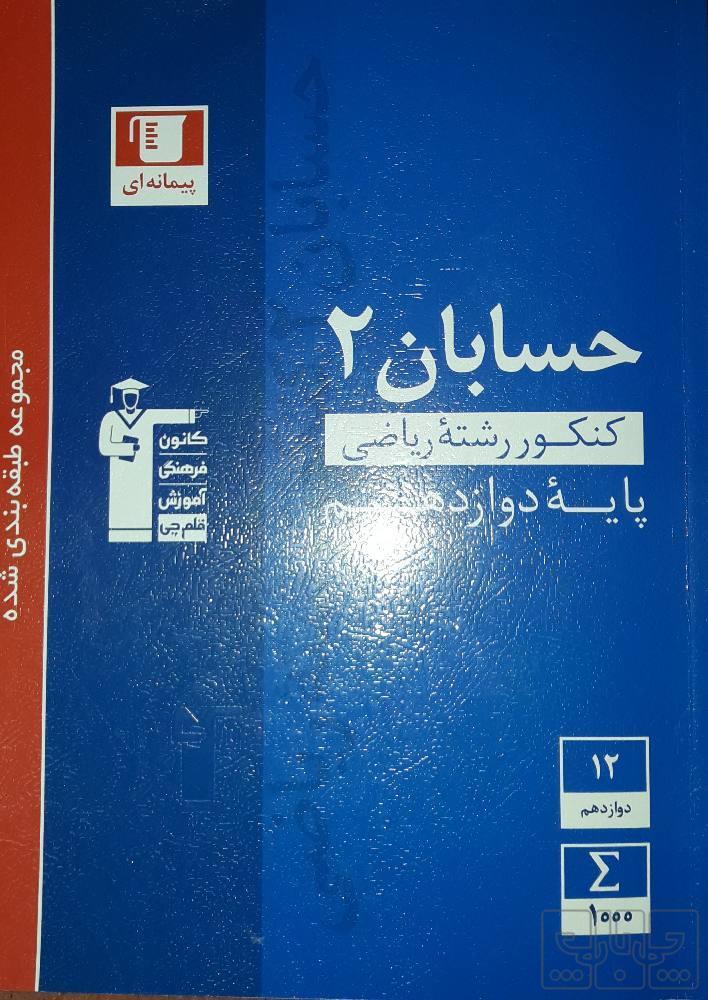 پیمانه‌ای
حسابان ۲
کنکور رشتهٔ ریاضی
پایهٔ دوازدهم
کانون
فرهنگی
آموزش
قلم‌چی
مجموعه طبقه‌بندی شده
۱۲
دوازدهم
Σ
۱۰۰۰